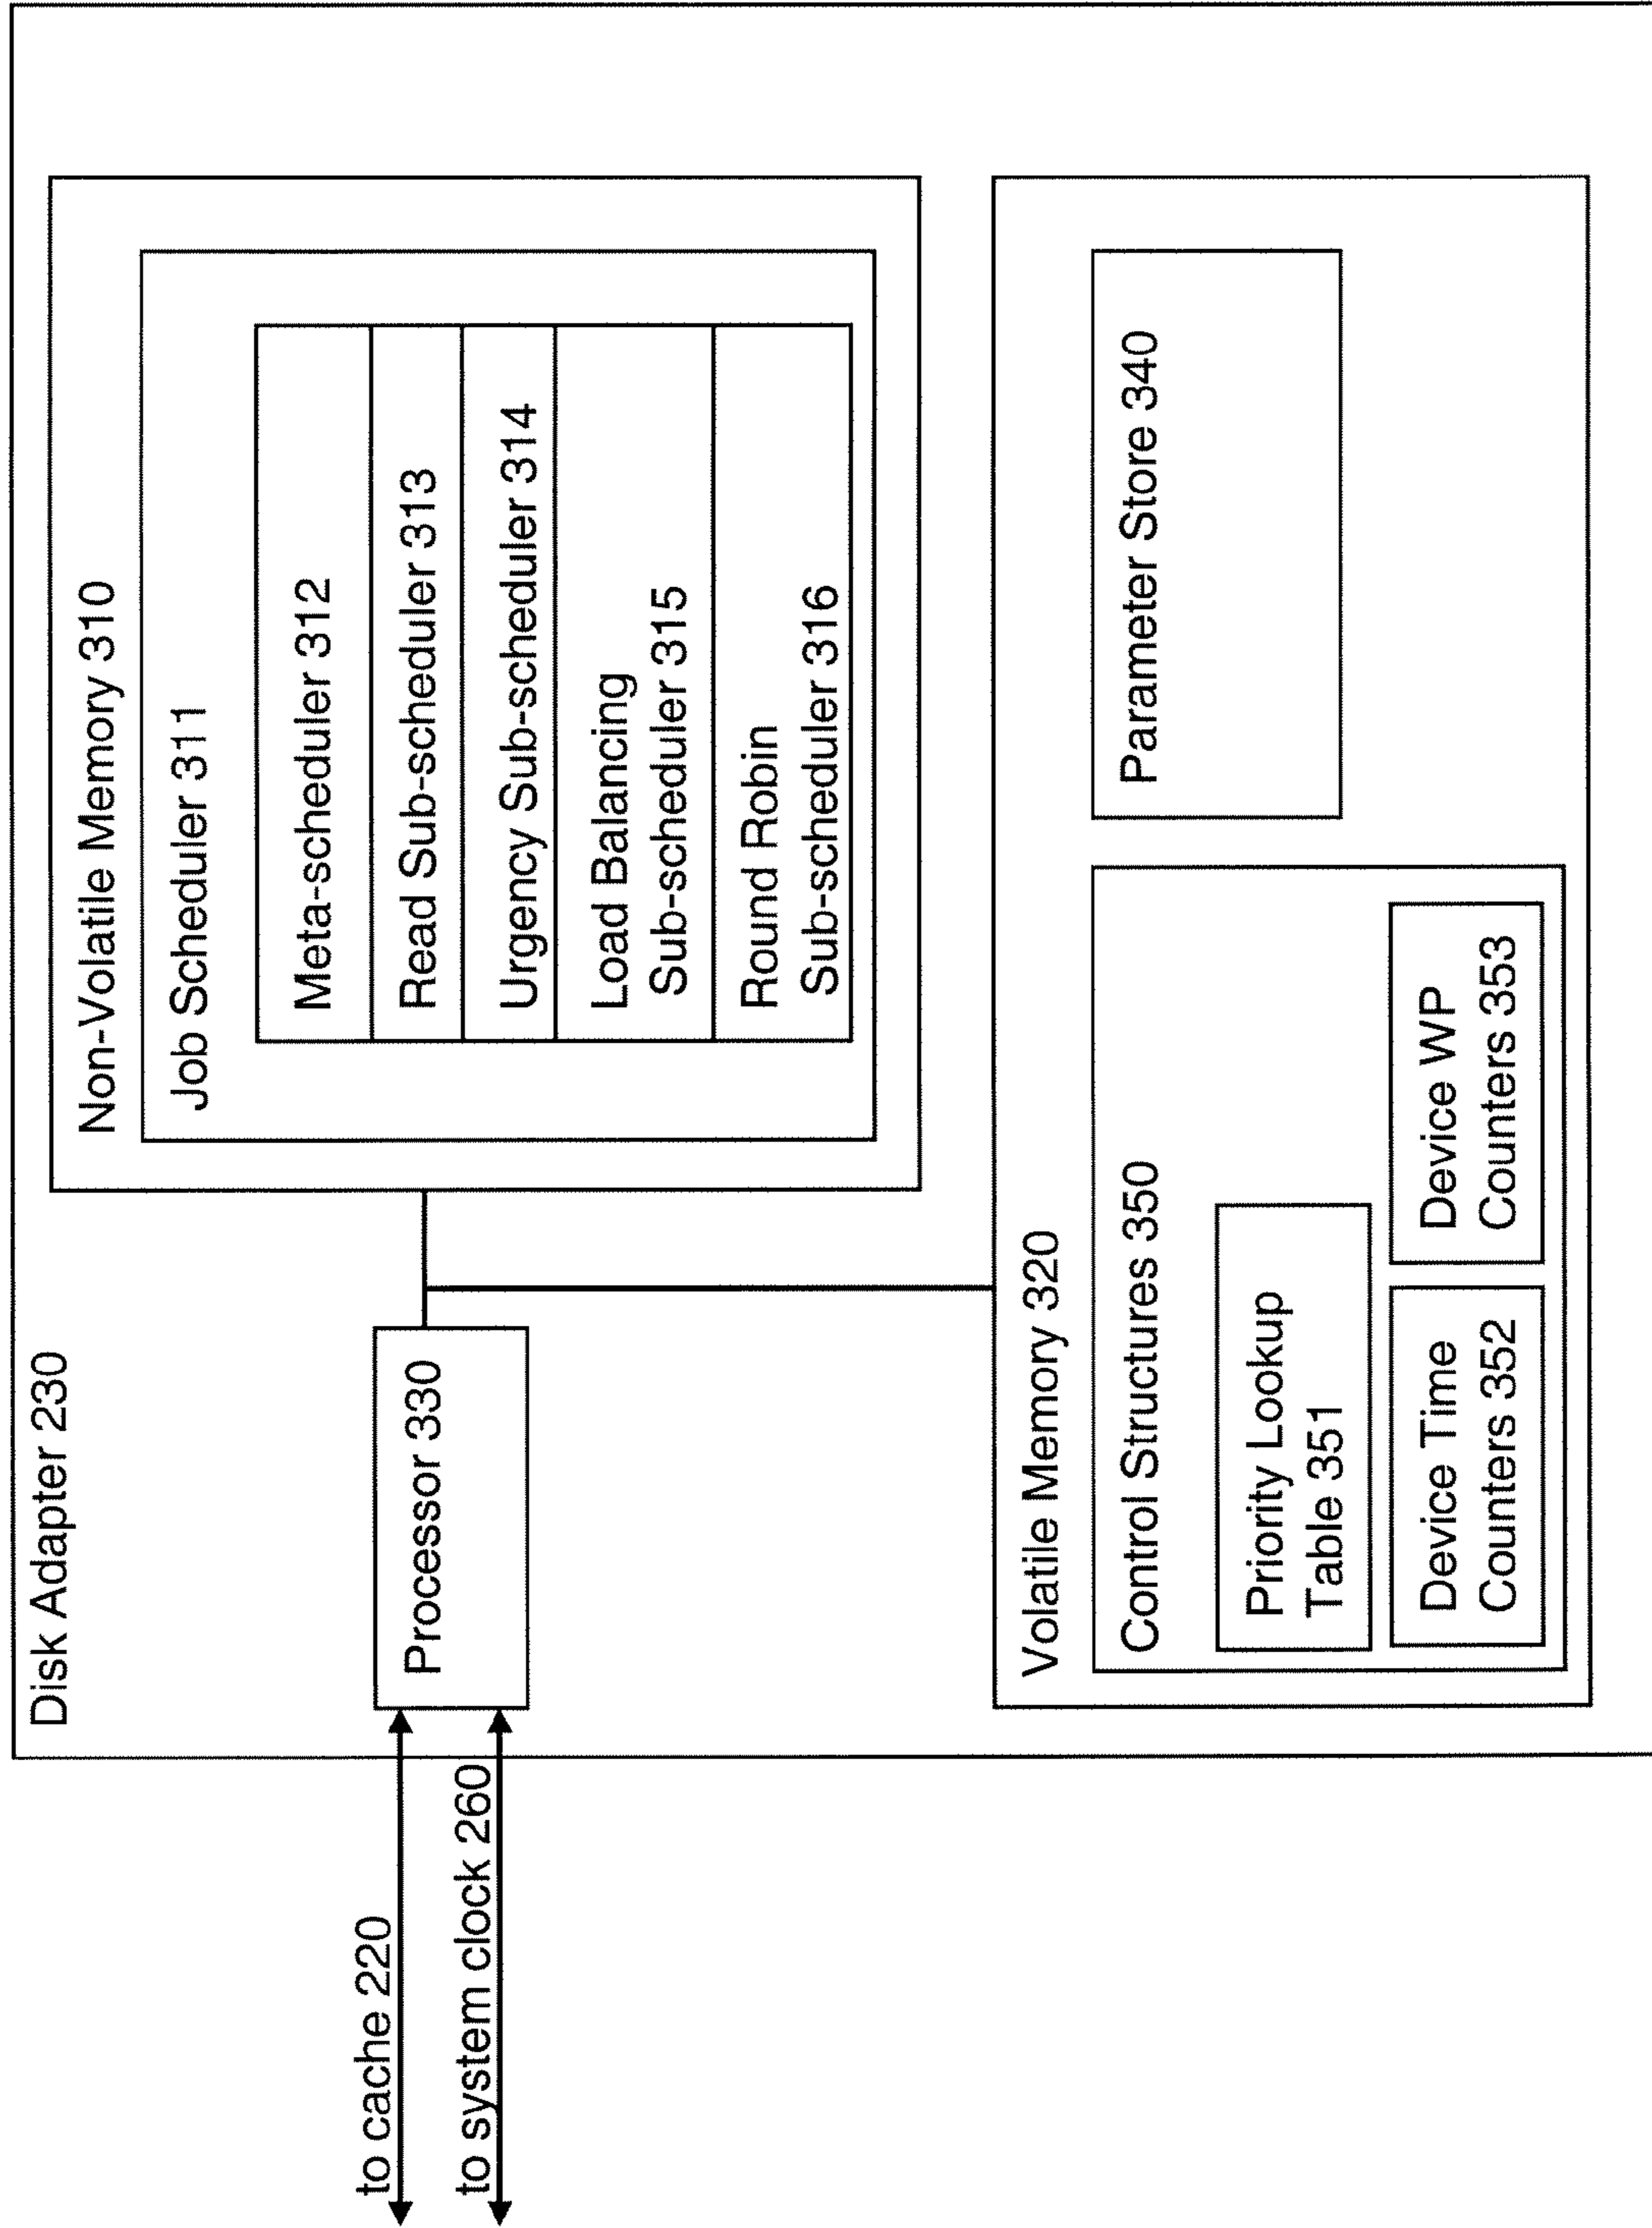 Disk Adapter 230
Non-Volatile Memory 310
Job Scheduler 311
Meta-scheduler 312
Read Sub-scheduler 313
Urgency Sub-scheduler 314
Load Balancing
Sub-scheduler 315
Round Robin
Sub-scheduler 316
to cache 220
to system clock 260
Processor 330
Volatile Memory 320
Control Structures 350
Priority Lookup
Table 351
Device Time
Counters 352
Device WP
Counters 353
Parameter Store 340